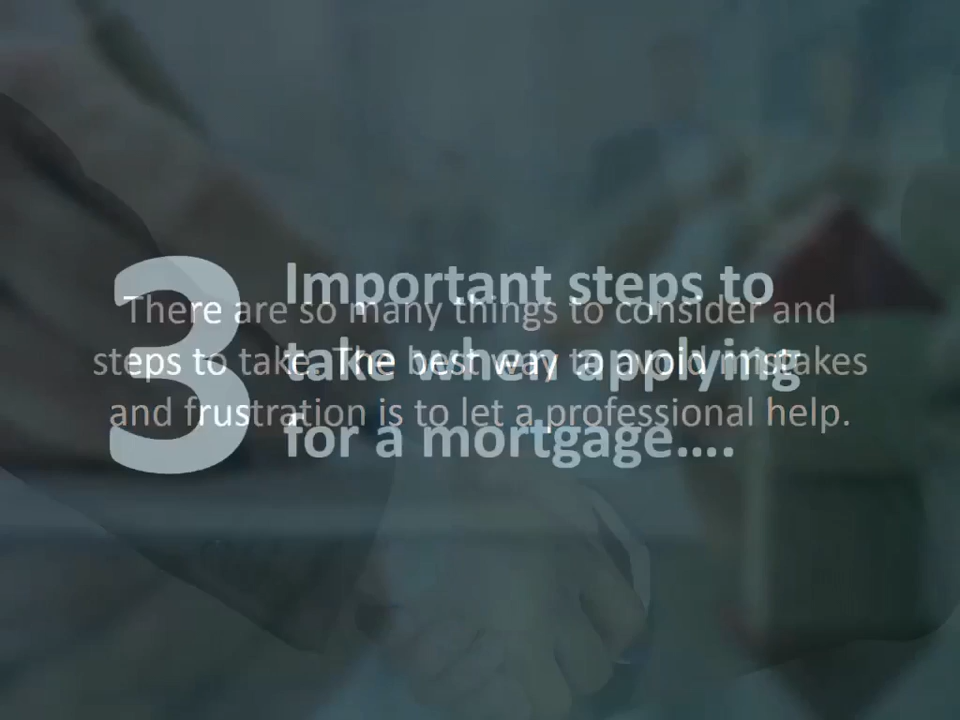 3
Important steps to
take when applying
for a mortgage....
There are so many things to consider and
steps to take. The best way to avoid mistakes
and frustration is to let a professional help.